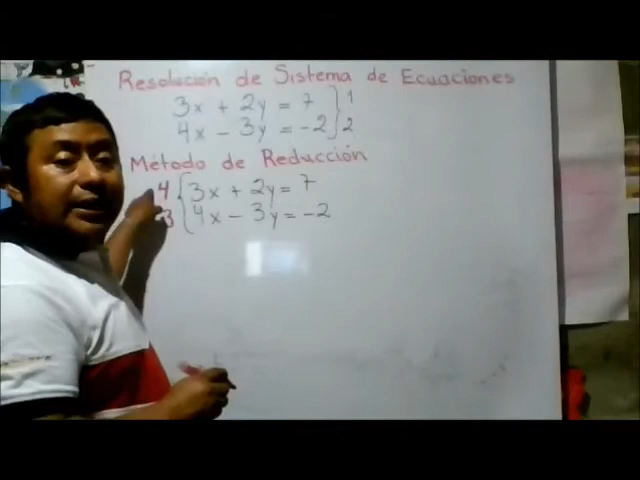 Resolución de Sistema de Ecuaciones
3x + 2y = 7 } 1
4x - 3y = -2 } 2
Método de Reducción
4 { 3x + 2y = 7
3 { 4x - 3y = -2